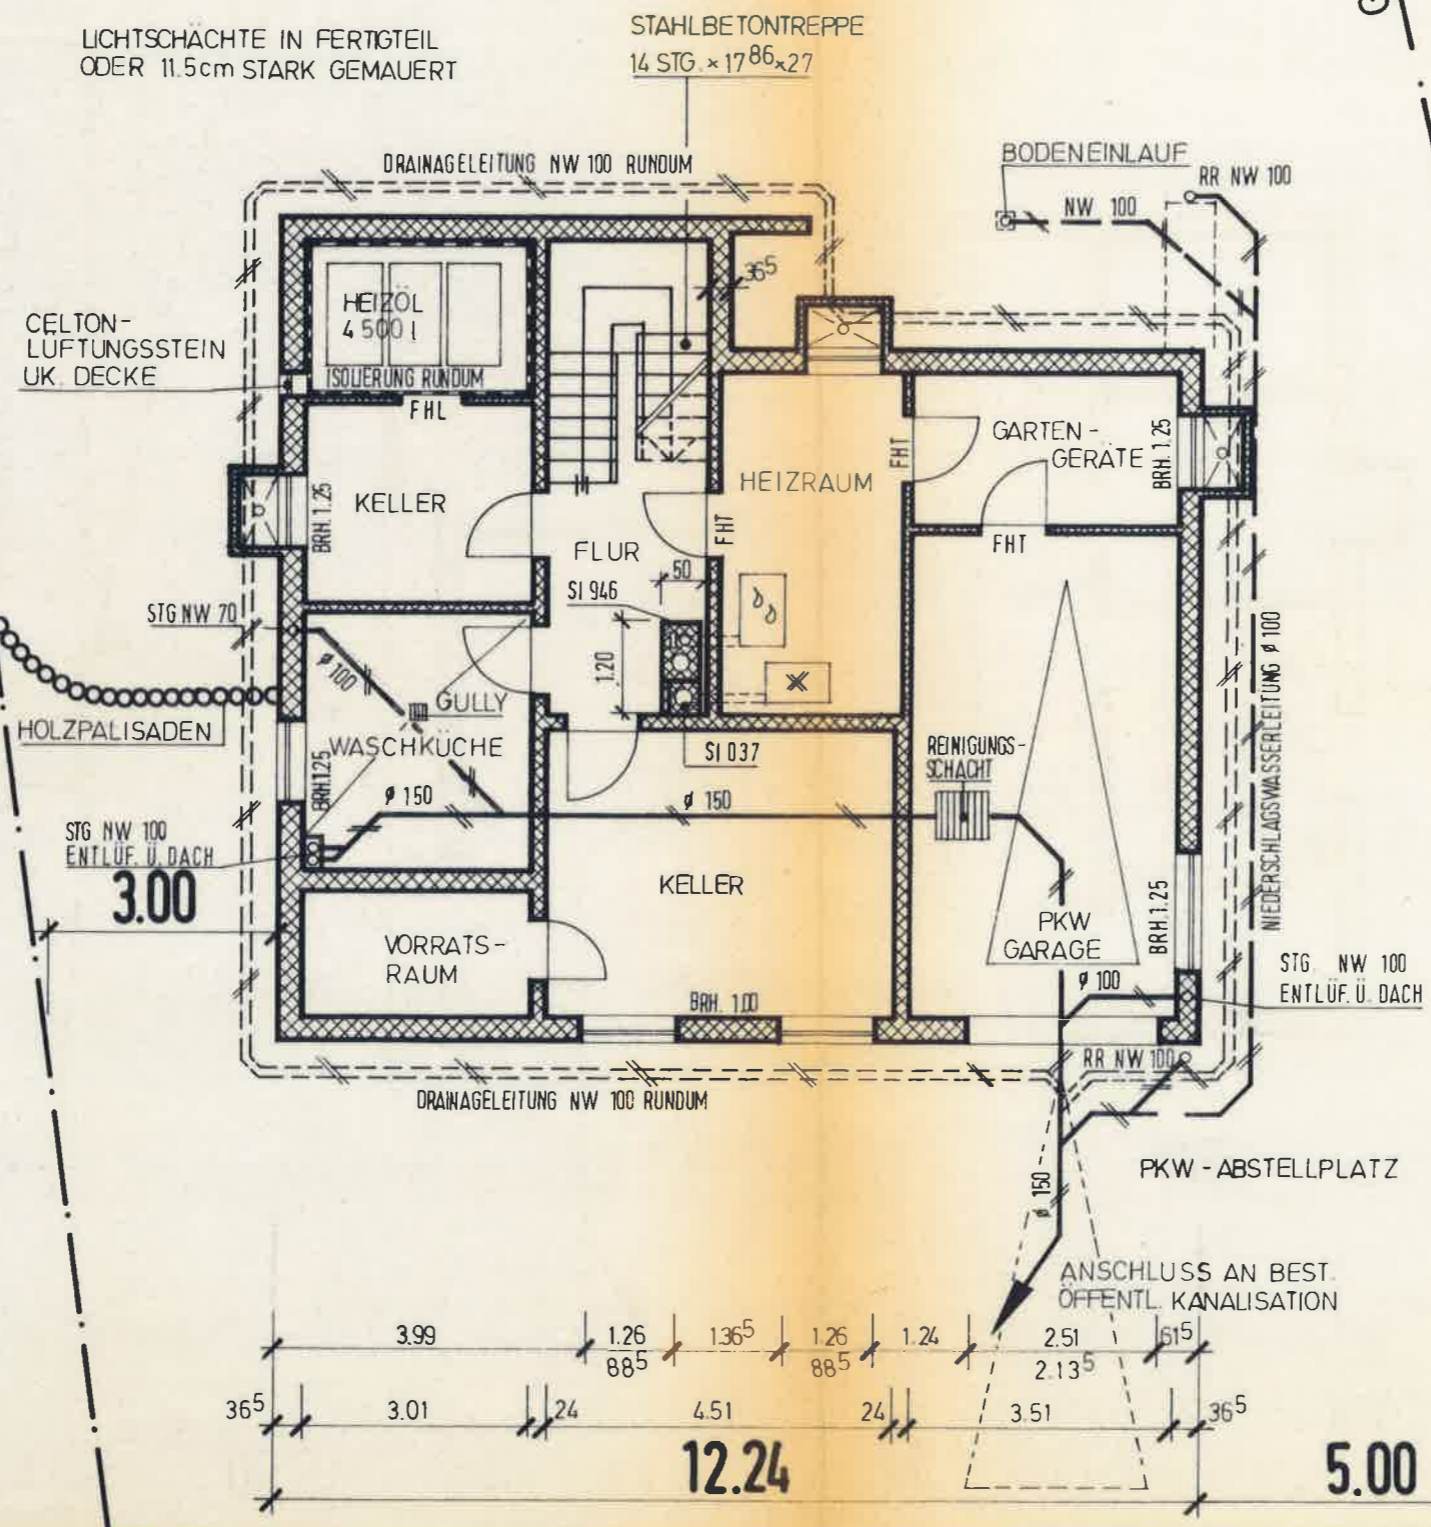 LICHTSCHÄCHTE IN FERTIGTEIL
ODER 11.5cm STARK GEMAUERT
STAHLBETONTREPPE
14 STG. × 17⁸⁶×27
DRAINAGELEITUNG NW 100 RUNDUM
BODENEINLAUF
RR NW 100
NW 100
36⁵
HEIZÖL
4 500 l
ISOLIERUNG RUNDUM
FHL
CELTON-
LÜFTUNGSSTEIN
UK. DECKE
KELLER
BRH. 1.25
FLUR
HEIZRAUM
FHT
FHT
GARTEN-
GERÄTE
BRH. 1.25
FHT
50
SI 946
1.20
STG NW 70
ø 100
GULLY
HOLZPALISADEN
WASCHKÜCHE
BRH. 1.25
ø 150
SI 037
ø 150
REINIGUNGS-
SCHACHT
NIEDERSCHLAGSWASSERLEITUNG ø 100
STG NW 100
ENTLÜF. Ü. DACH
3.00
KELLER
VORRATS-
RAUM
PKW
GARAGE
BRH. 1.25
ø 100
STG. NW 100
ENTLÜF. Ü. DACH
BRH. 1.00
RR NW 100
DRAINAGELEITUNG NW 100 RUNDUM
PKW - ABSTELLPLATZ
ø 150
ANSCHLUSS AN BEST.
ÖFFENTL. KANALISATION
3.99 1.26 1.36⁵ 1.26 1.24 2.51 61⁵
88⁵ 88⁵ 2.13⁵
36⁵ 3.01 24 4.51 24 3.51 36⁵
12.24 5.00